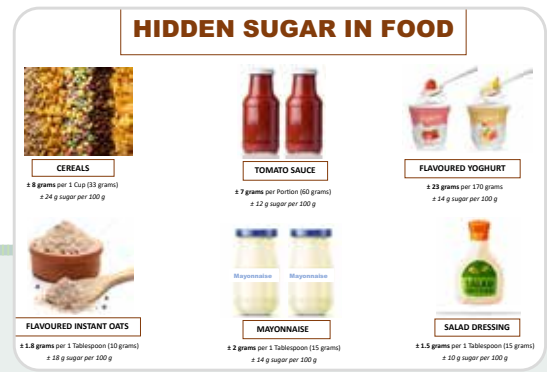 HIDDEN SUGAR IN FOOD
CEREALS
± 8 grams per 1 Cup (33 grams)
± 24 g sugar per 100 g
TOMATO SAUCE
± 7 grams per Portion (60 grams)
± 12 g sugar per 100 g
FLAVOURED YOGHURT
± 23 grams per 170 grams
± 14 g sugar per 100 g
FLAVOURED INSTANT OATS
± 1.8 grams per 1 Tablespoon (10 grams)
± 18 g sugar per 100 g
Mayonnaise Mayonnaise
MAYONNAISE
± 2 grams per 1 Tablespoon (15 grams)
± 14 g sugar per 100 g
SALAD
SALAD DRESSING
± 1.5 grams per 1 Tablespoon (15 grams)
± 10 g sugar per 100 g